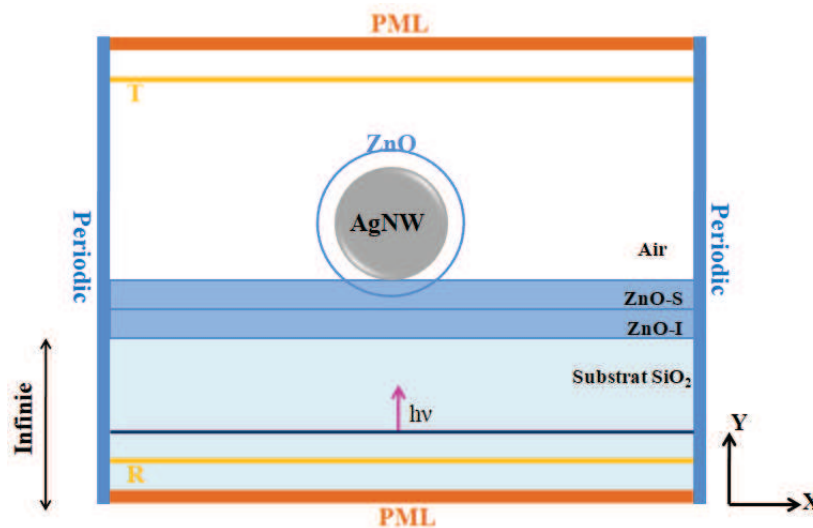 PML
T
ZnO
AgNW
Periodic
Periodic
Air
ZnO-S
ZnO-I
Substrat SiO₂
Infinie
hν
Y
R
X
PML